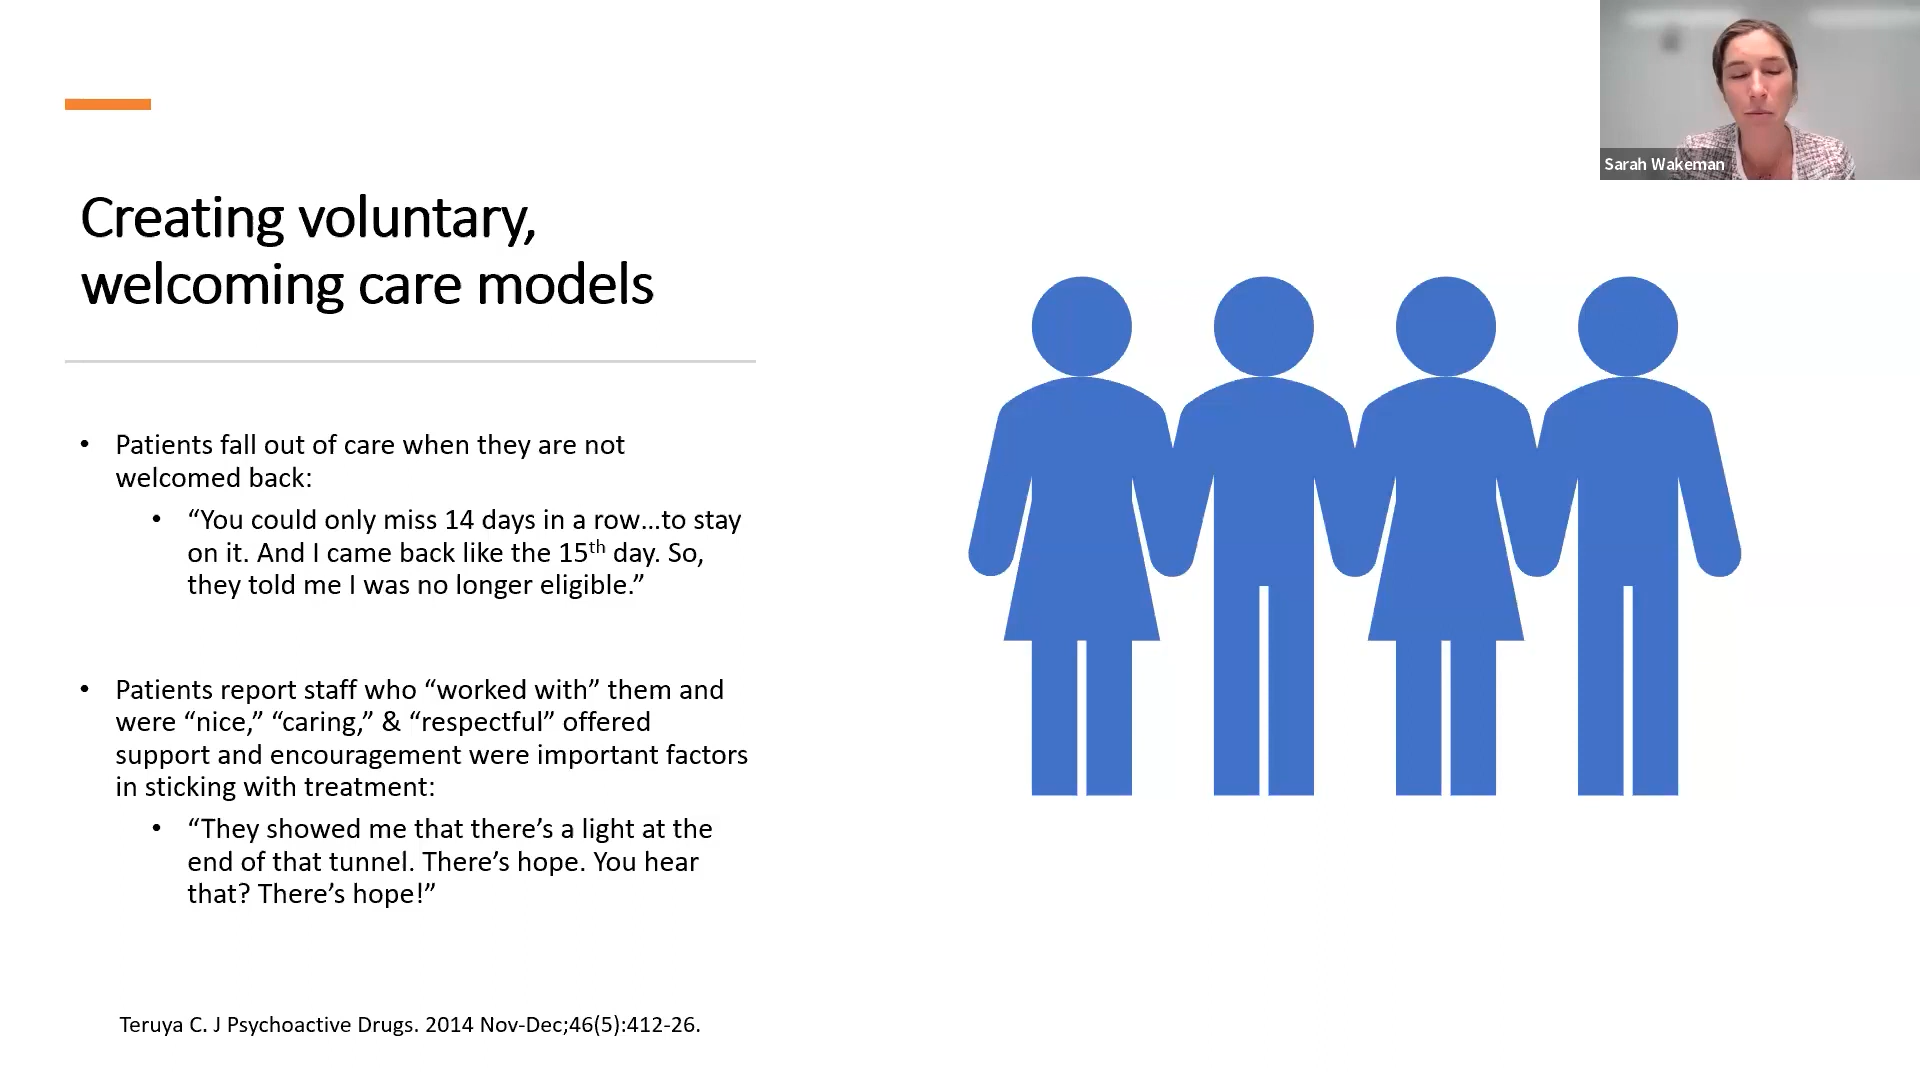 Sarah Wakeman
Creating voluntary,
welcoming care models
• Patients fall out of care when they are not
welcomed back:
• “You could only miss 14 days in a row…to stay
on it. And I came back like the 15th day. So,
they told me I was no longer eligible.”
• Patients report staff who “worked with” them and
were “nice,” “caring,” & “respectful” offered
support and encouragement were important factors
in sticking with treatment:
• “They showed me that there’s a light at the
end of that tunnel. There’s hope. You hear
that? There’s hope!”
Teruya C. J Psychoactive Drugs. 2014 Nov-Dec;46(5):412-26.